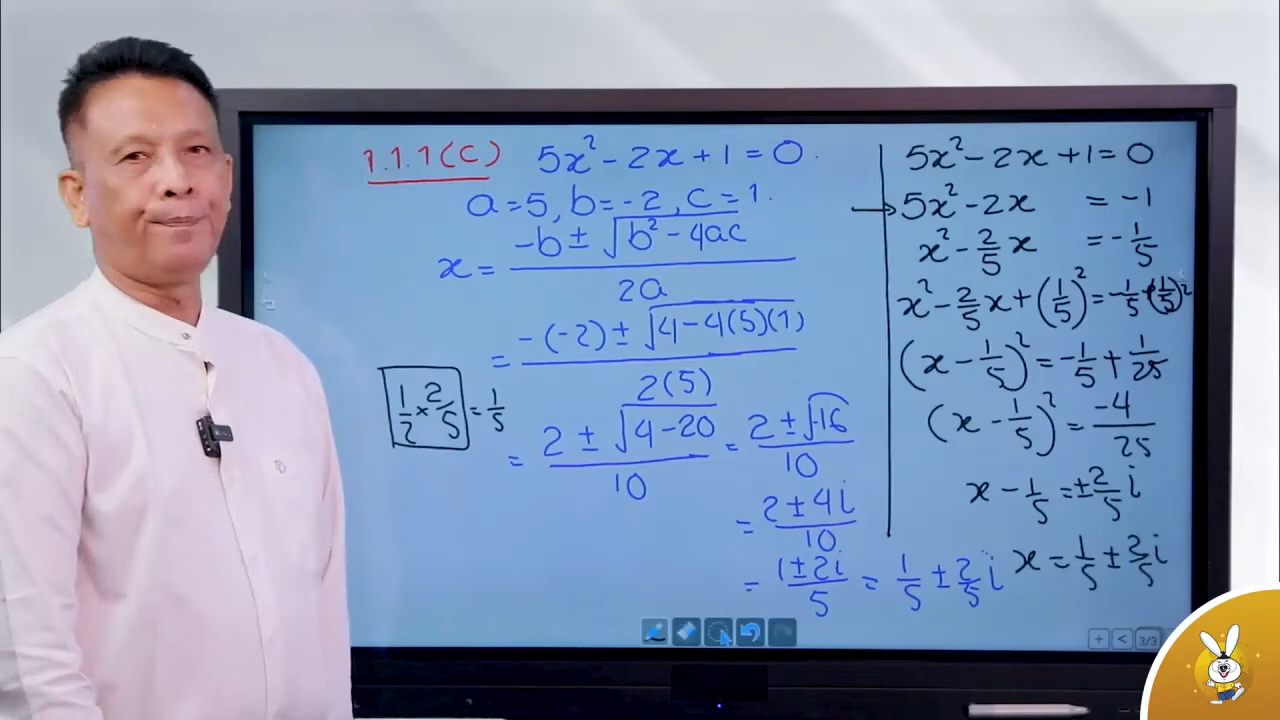 1.1.1(C) 5x² - 2x + 1 = 0.
a = 5, b = -2, c = 1.
x = (-b ± √(b² - 4ac)) / 2a
= (-(-2) ± √(4 - 4(5)(1))) / 2(5)
= (2 ± √(4-20)) / 10 = (2 ± √-16) / 10
= (2 ± 4i) / 10
= (1 ± 2i) / 5 = 1/5 ± 2/5 i
1/2 × 2/5 = 1/5
5x² - 2x + 1 = 0
→ 5x² - 2x = -1
x² - 2/5 x = -1/5
x² - 2/5 x + (1/5)² = -1/5 + (1/5)²
(x - 1/5)² = -1/5 + 1/25
(x - 1/5)² = -4/25
x - 1/5 = ± 2/5 i
x = 1/5 ± 2/5 i
+ < 3/3